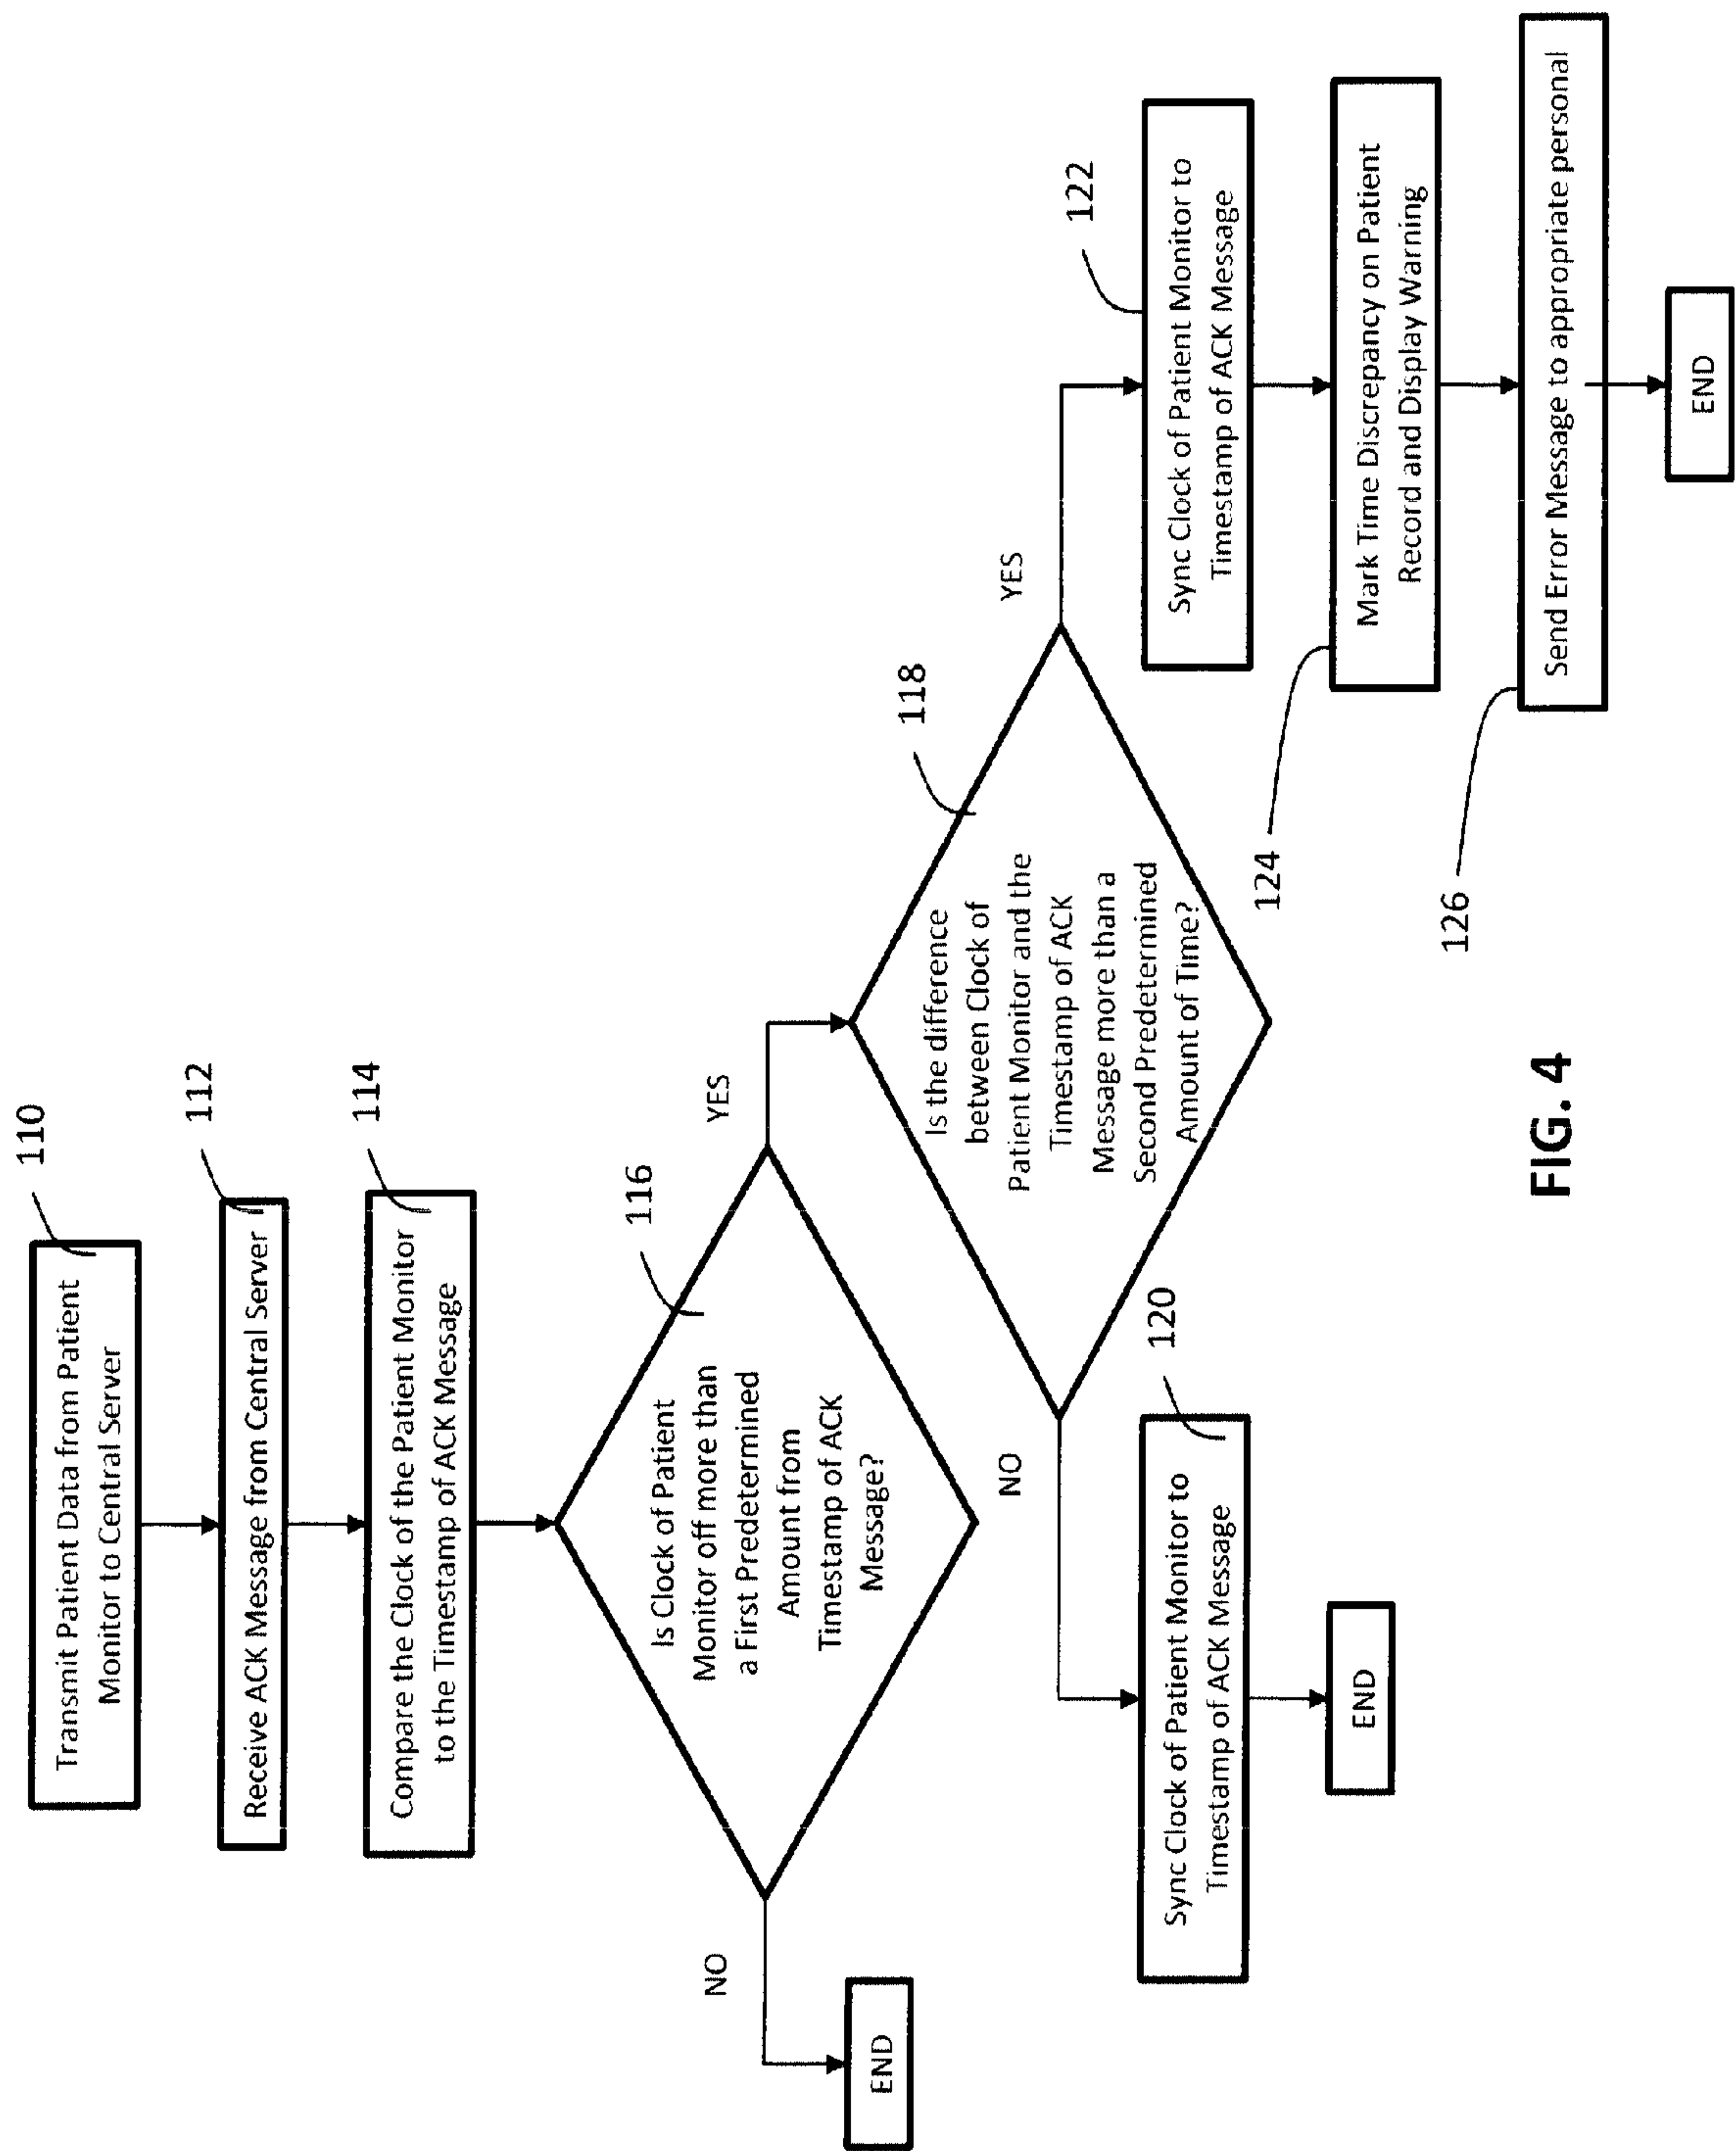 110
Transmit Patient Data from Patient
Monitor to Central Server
112
Receive ACK Message from Central Server
114
Compare the Clock of the Patient Monitor
to the Timestamp of ACK Message
116
Is Clock of Patient
Monitor off more than
a First Predetermined
Amount from
Timestamp of ACK
Message?
NO
YES
END
118
Is the difference
between Clock of
Patient Monitor and the
Timestamp of ACK
Message more than a
Second Predetermined
Amount of Time?
NO
YES
120
Sync Clock of Patient Monitor to
Timestamp of ACK Message
END
122
Sync Clock of Patient Monitor to
Timestamp of ACK Message
124
Mark Time Discrepancy on Patient
Record and Display Warning
126
Send Error Message to appropriate personal
END
FIG. 4